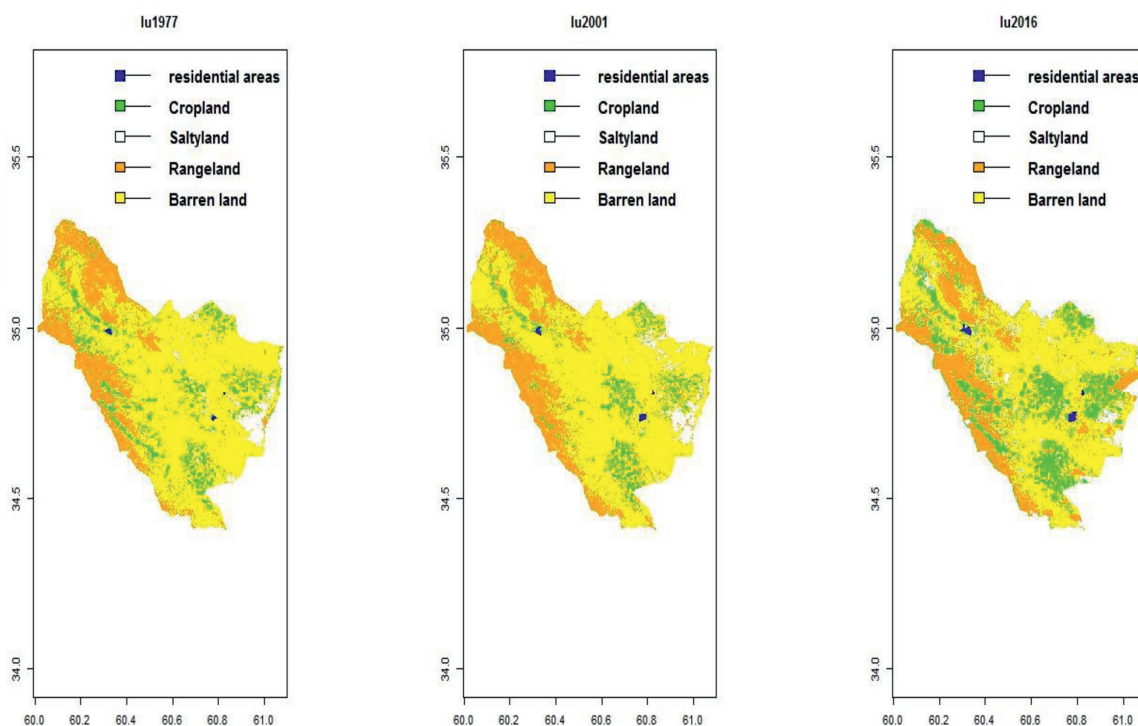 lu1977
residential areas
Cropland
Saltyland
Rangeland
Barren land
35.5
35.0
34.5
34.0
60.0 60.2 60.4 60.6 60.8 61.0
lu2001
residential areas
Cropland
Saltyland
Rangeland
Barren land
35.5
35.0
34.5
34.0
60.0 60.2 60.4 60.6 60.8 61.0
lu2016
residential areas
Cropland
Saltyland
Rangeland
Barren land
35.5
35.0
34.5
34.0
60.0 60.2 60.4 60.6 60.8 61.0